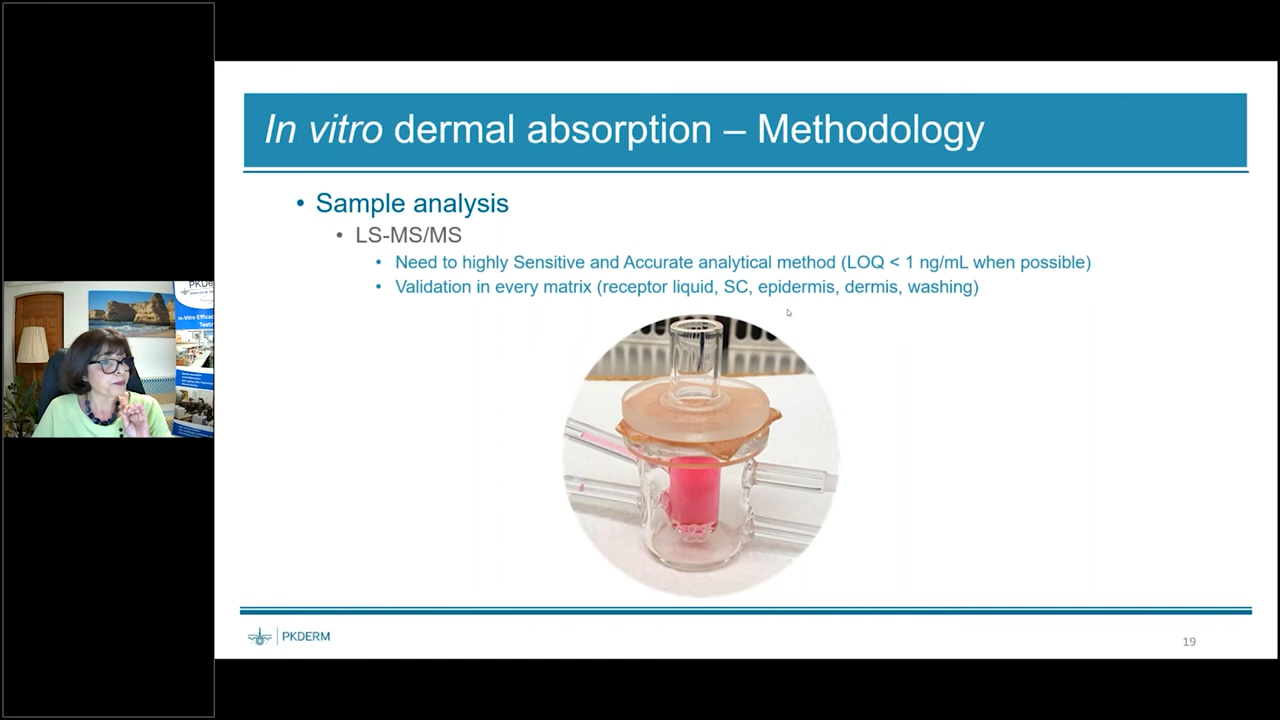 In vitro dermal absorption – Methodology
• Sample analysis
• LS-MS/MS
• Need to highly Sensitive and Accurate analytical method (LOQ < 1 ng/mL when possible)
• Validation in every matrix (receptor liquid, SC, epidermis, dermis, washing)
PKDERM
19